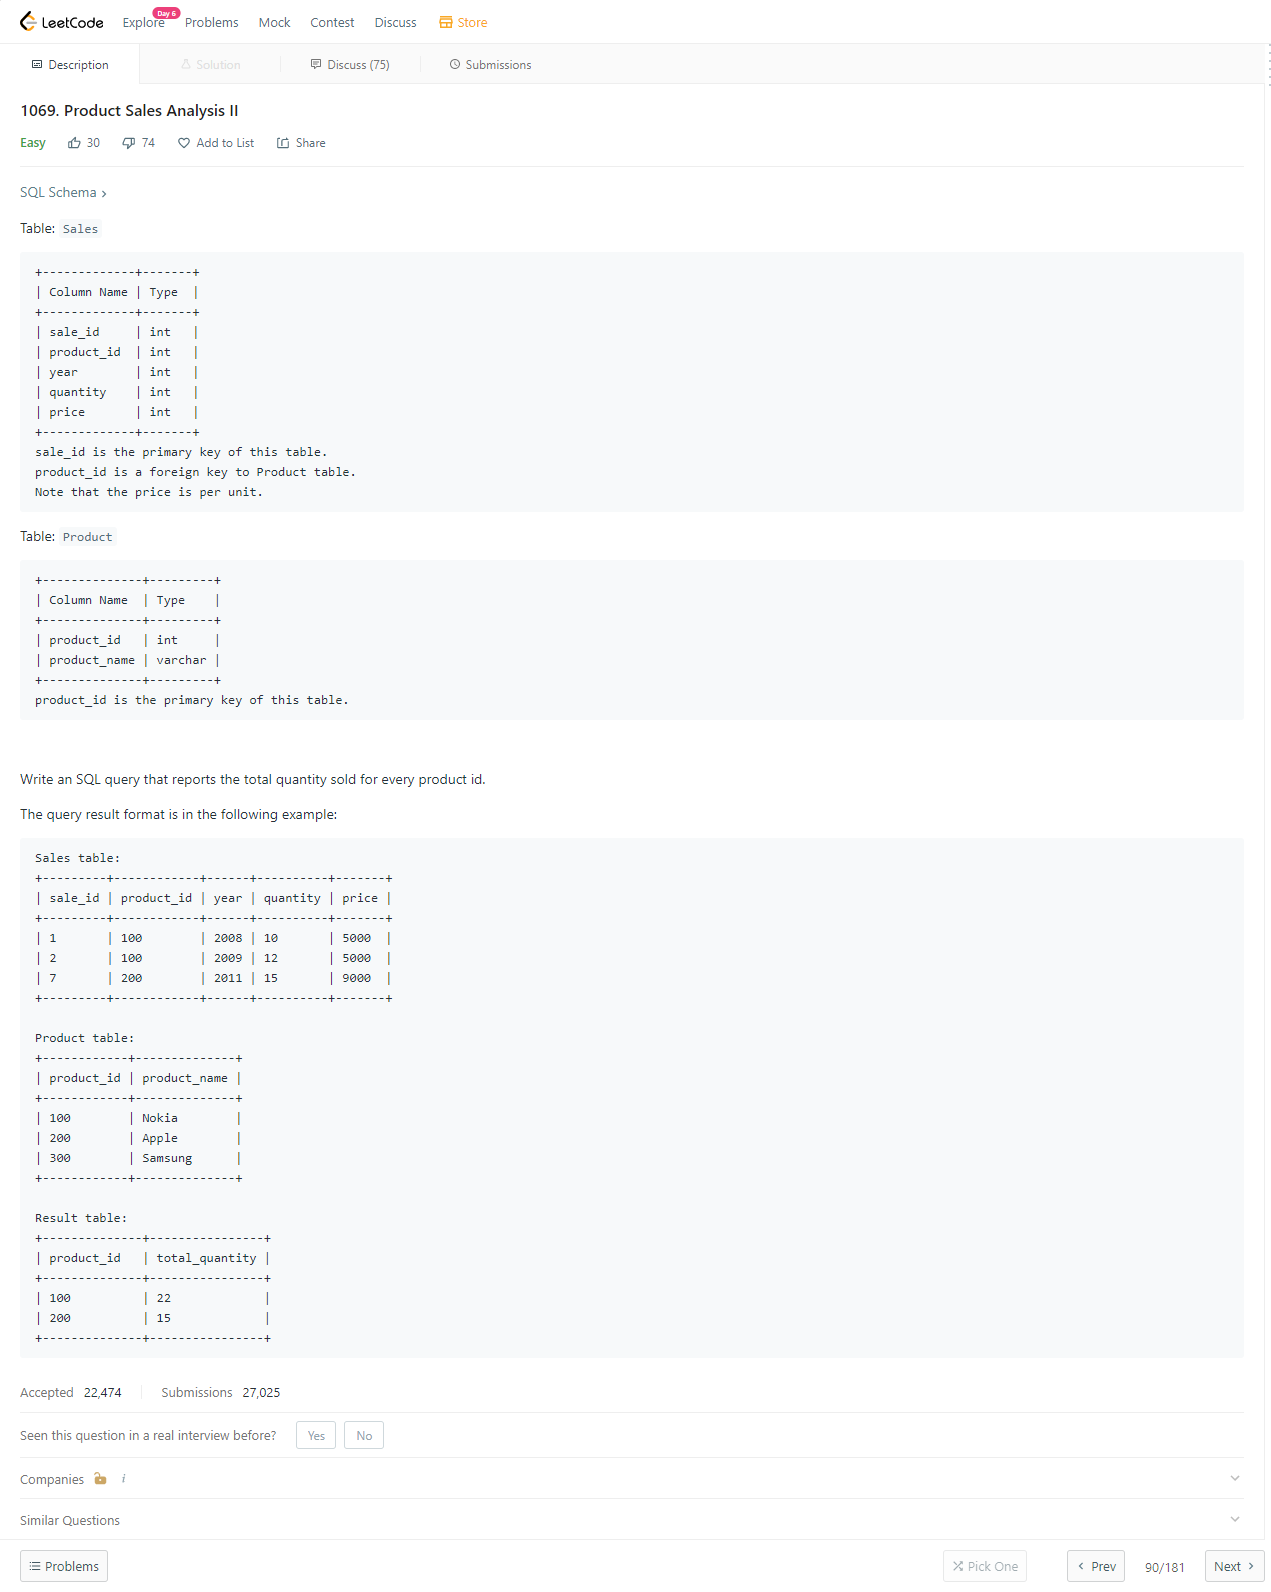 LeetCode Explore Day 6 Problems Mock Contest Discuss Store
Description Solution Discuss (75) Submissions
1069. Product Sales Analysis II
Easy 30 74 Add to List Share
SQL Schema ›
Table: Sales
+-------------+-------+
| Column Name | Type  |
+-------------+-------+
| sale_id     | int   |
| product_id  | int   |
| year        | int   |
| quantity    | int   |
| price       | int   |
+-------------+-------+
sale_id is the primary key of this table.
product_id is a foreign key to Product table.
Note that the price is per unit.
Table: Product
+--------------+---------+
| Column Name  | Type    |
+--------------+---------+
| product_id   | int     |
| product_name | varchar |
+--------------+---------+
product_id is the primary key of this table.
Write an SQL query that reports the total quantity sold for every product id.
The query result format is in the following example:
Sales table:
+---------+------------+------+----------+-------+
| sale_id | product_id | year | quantity | price |
+---------+------------+------+----------+-------+
| 1       | 100        | 2008 | 10       | 5000  |
| 2       | 100        | 2009 | 12       | 5000  |
| 7       | 200        | 2011 | 15       | 9000  |
+---------+------------+------+----------+-------+
Product table:
+------------+--------------+
| product_id | product_name |
+------------+--------------+
| 100        | Nokia        |
| 200        | Apple        |
| 300        | Samsung      |
+------------+--------------+
Result table:
+--------------+----------------+
| product_id   | total_quantity |
+--------------+----------------+
| 100          | 22             |
| 200          | 15             |
+--------------+----------------+
Accepted 22,474 Submissions 27,025
Seen this question in a real interview before? Yes No
Companies i
Similar Questions
Problems Pick One ‹ Prev 90/181 Next ›